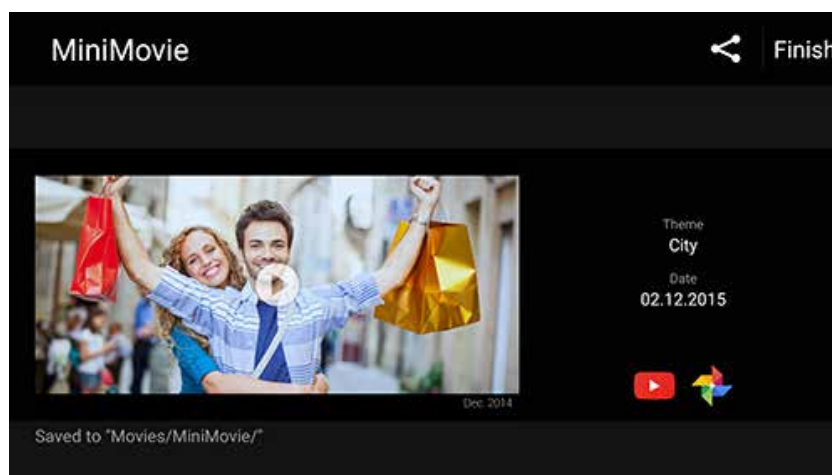 MiniMovie
Finish
Theme
City
Date
02.12.2015
Dec. 2014
Saved to "Movies/MiniMovie/"